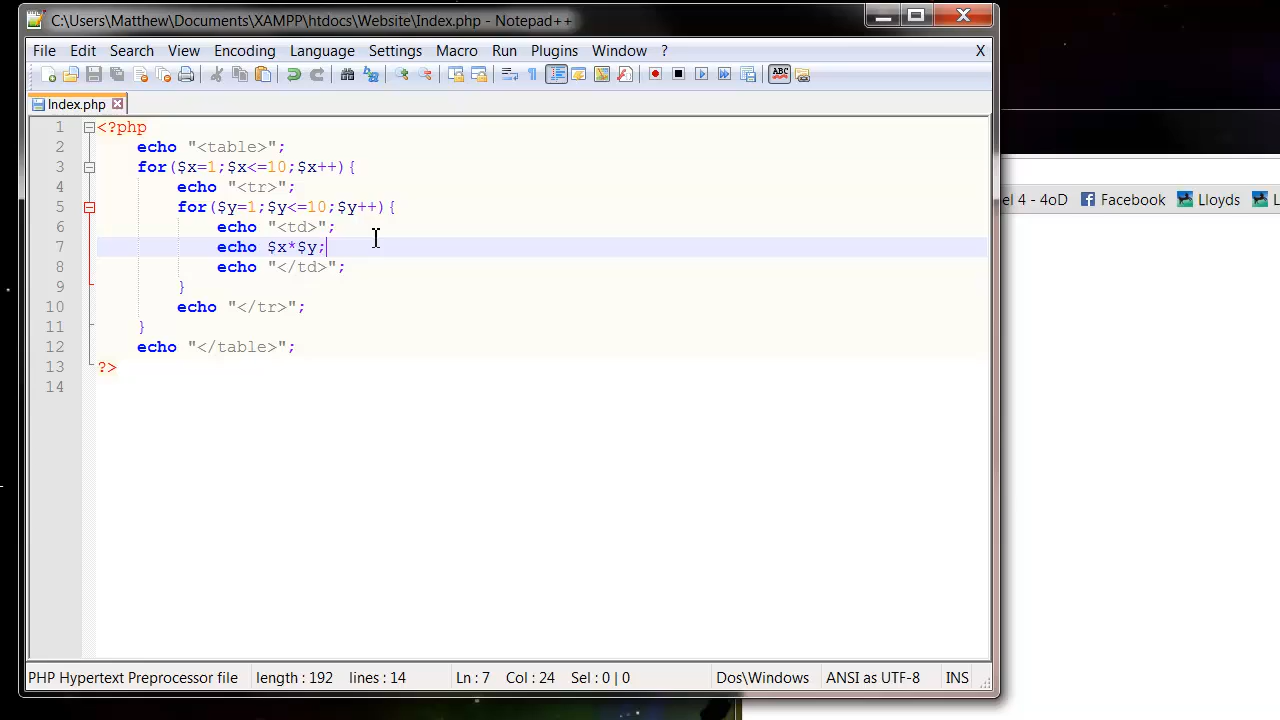 C:\Users\Matthew\Documents\XAMPP\htdocs\Website\Index.php - Notepad++
File Edit Search View Encoding Language Settings Macro Run Plugins Window ? X
Index.php
1 <?php
2 echo "<table>";
3 for($x=1;$x<=10;$x++){
4 echo "<tr>";
5 for($y=1;$y<=10;$y++){
6 echo "<td>";
7 echo $x*$y;
8 echo "</td>";
9 }
10 echo "</tr>";
11 }
12 echo "</table>";
13 ?>
14
el 4 - 4oD Facebook Lloyds L
PHP Hypertext Preprocessor file length : 192 lines : 14 Ln : 7 Col : 24 Sel : 0 | 0 Dos\Windows ANSI as UTF-8 INS